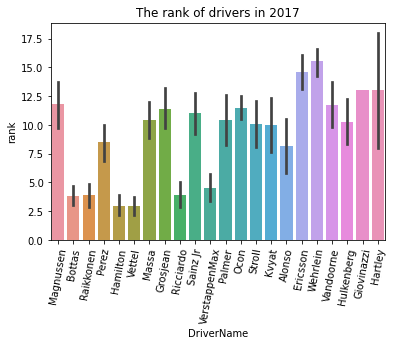 The rank of drivers in 2017
rank
17.5
15.0
12.5
10.0
7.5
5.0
2.5
0.0
Magnussen
Bottas
Raikkonen
Perez
Hamilton
Vettel
Massa
Grosjean
Ricciardo
Sainz Jr
VerstappenMax
Palmer
Ocon
Stroll
Kvyat
Alonso
Ericsson
Wehrlein
Vandoorne
Hulkenberg
Giovinazzi
Hartley
DriverName